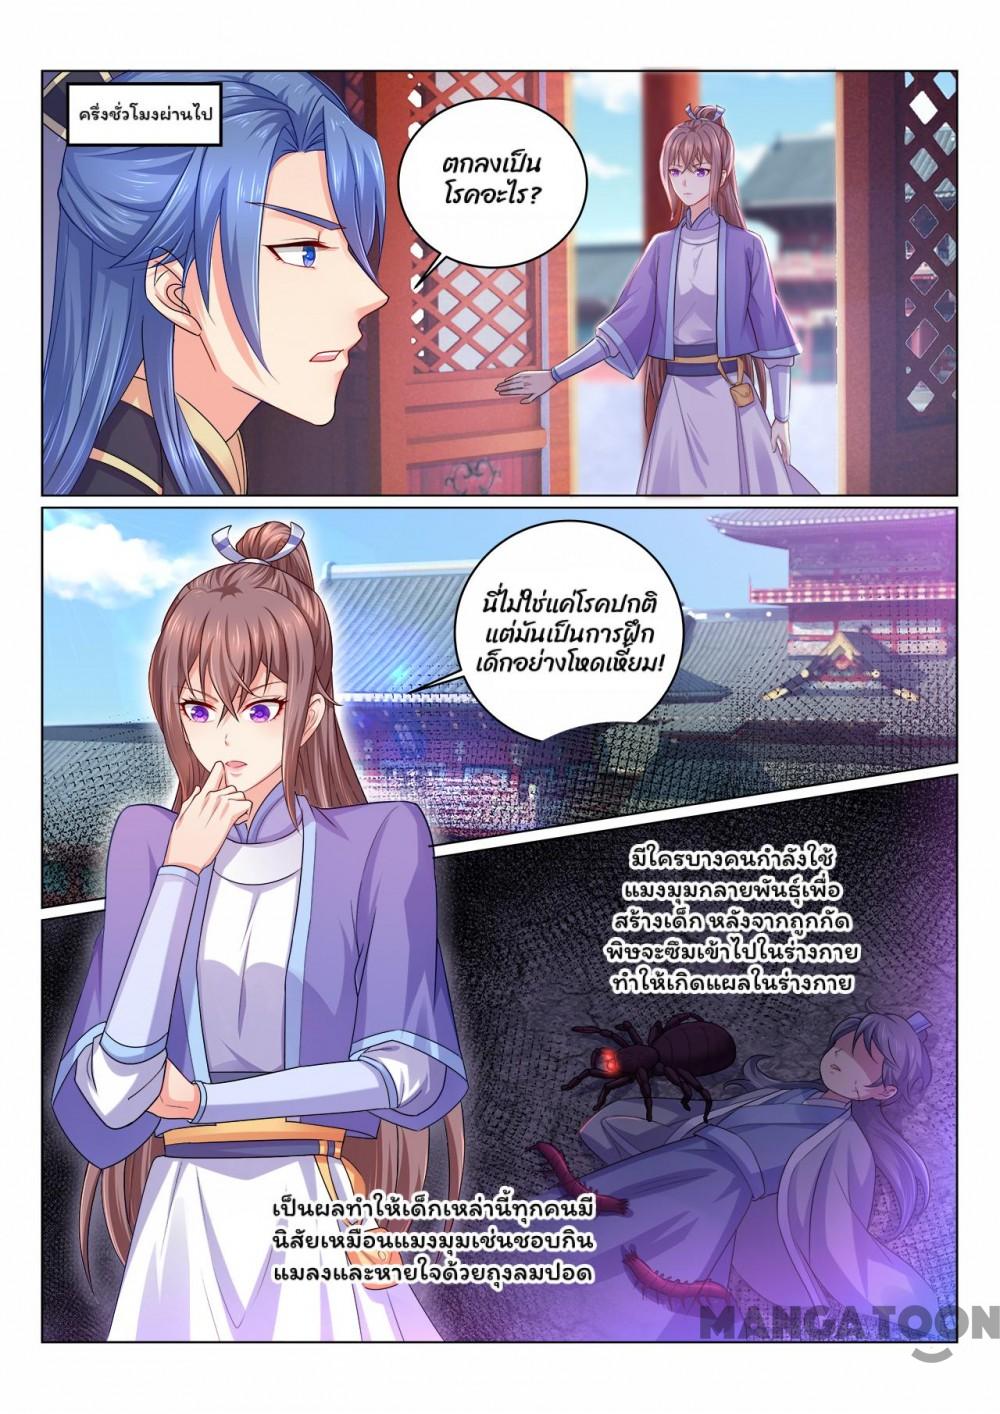 ครึ่งชั่วโมงผ่านไป
ตกลงเป็น
โรคอะไร?
นี่ไม่ใช่แค่โรคปกติ
แต่มันเป็นการฝึก
เด็กอย่างโหดเหี้ยม!
มีใครบางคนกำลังใช้
แมงมุมกลายพันธุ์เพื่อ
สร้างเด็ก หลังจากถูกกัด
พิษจะซึมเข้าไปในร่างกาย
ทำให้เกิดแผลในร่างกาย
เป็นผลทำให้เด็กเหล่านี้ทุกคนมี
นิสัยเหมือนแมงมุมเช่นชอบกิน
แมลงและหายใจด้วยถุงลมปอด
MANGATOON